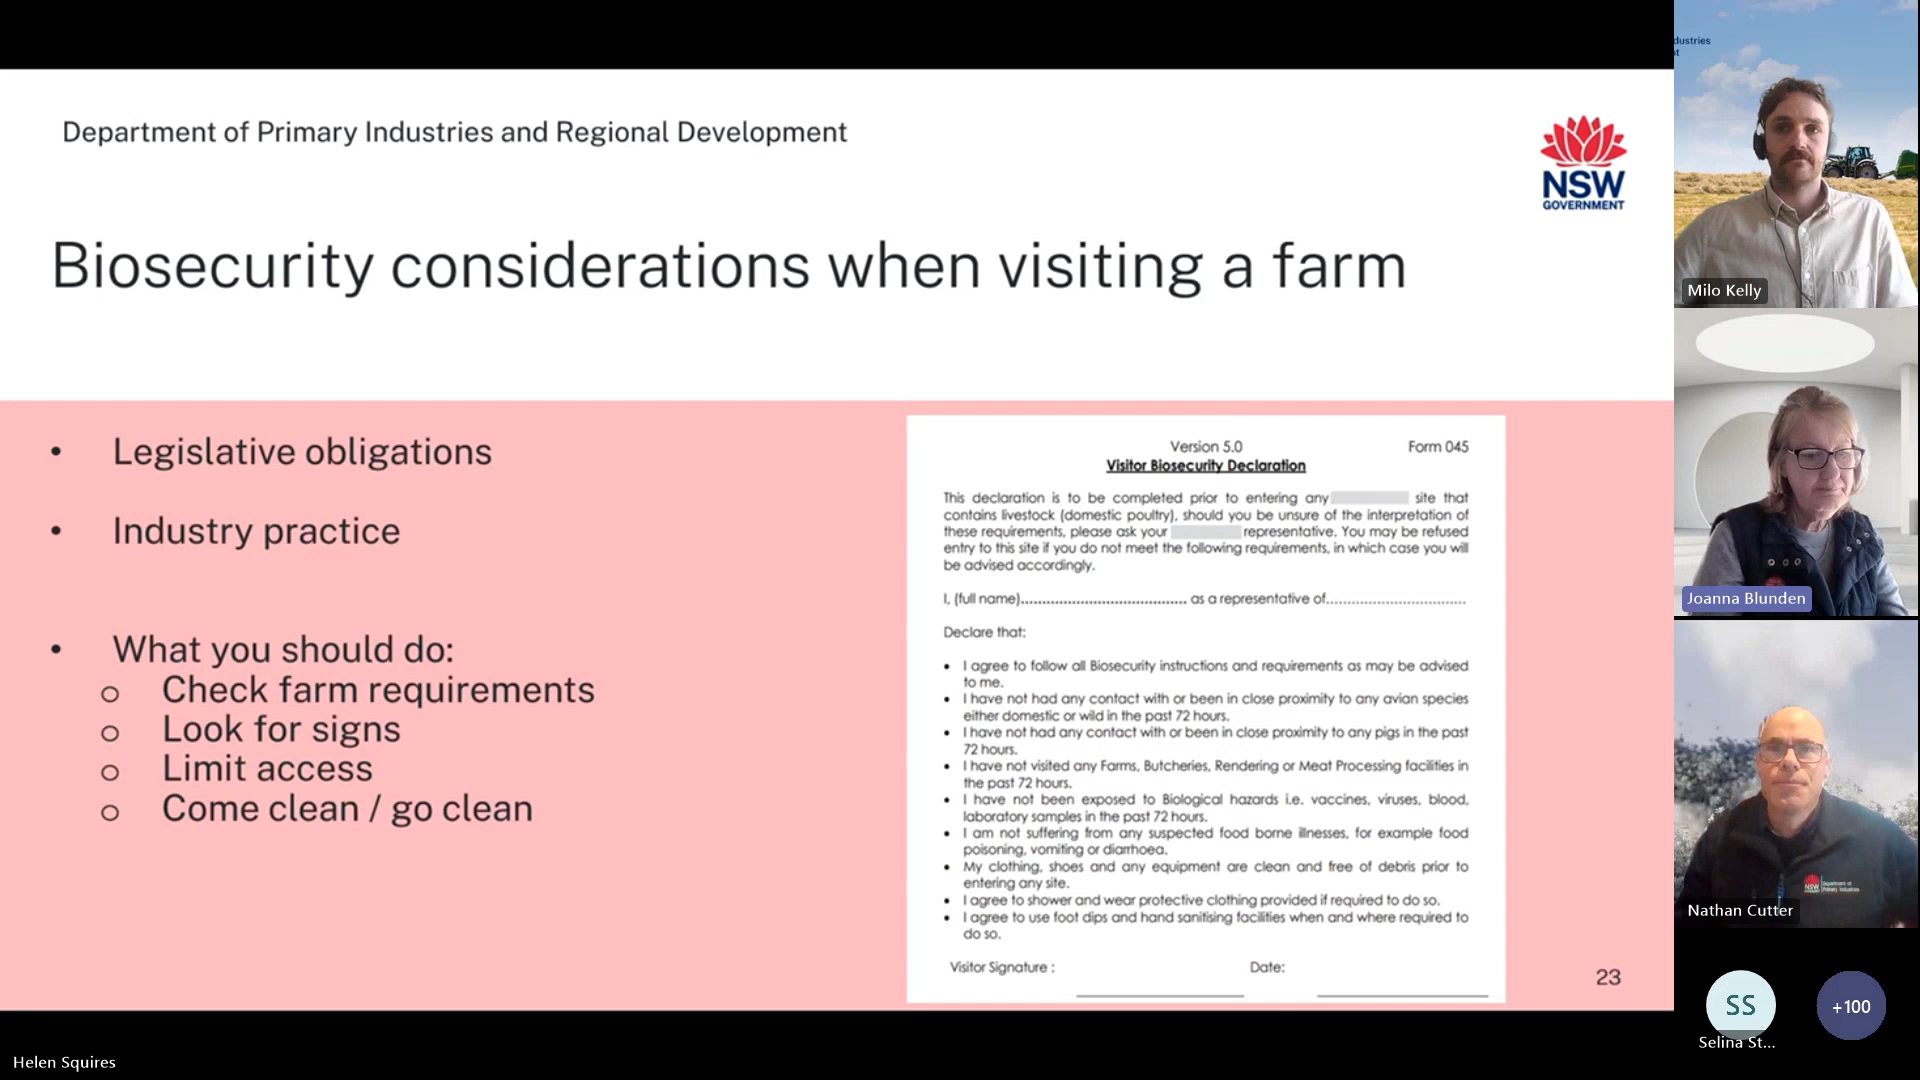 Department of Primary Industries and Regional Development
NSW
GOVERNMENT
Biosecurity considerations when visiting a farm
• Legislative obligations
• Industry practice
• What you should do:
o Check farm requirements
o Look for signs
o Limit access
o Come clean / go clean
Version 5.0 Form 045
Visitor Biosecurity Declaration
This declaration is to be completed prior to entering any site that
contains livestock (domestic poultry), should you be unsure of the interpretation of
these requirements, please ask your representative. You may be refused
entry to this site if you do not meet the following requirements, in which case you will
be advised accordingly.
I, (full name)........................................ as a representative of..................................
Declare that:
• I agree to follow all Biosecurity instructions and requirements as may be advised
to me.
• I have not had any contact with or been in close proximity to any avian species
either domestic or wild in the past 72 hours.
• I have not had any contact with or been in close proximity to any pigs in the past
72 hours.
• I have not visited any Farms, Butcheries, Rendering or Meat Processing facilities in
the past 72 hours.
• I have not been exposed to Biological hazards i.e. vaccines, viruses, blood,
laboratory samples in the past 72 hours.
• I am not suffering from any suspected food borne illnesses, for example food
poisoning, vomiting or diarrhoea.
• My clothing, shoes and any equipment are clean and free of debris prior to
entering any site.
• I agree to shower and wear protective clothing provided if required to do so.
• I agree to use foot dips and hand sanitising facilities when and where required to
do so.
Visitor Signature : Date:
23
Helen Squires
dustries
Milo Kelly
Joanna Blunden
NSW
Department of
Primary Industries
Nathan Cutter
SS
+100
Selina St...